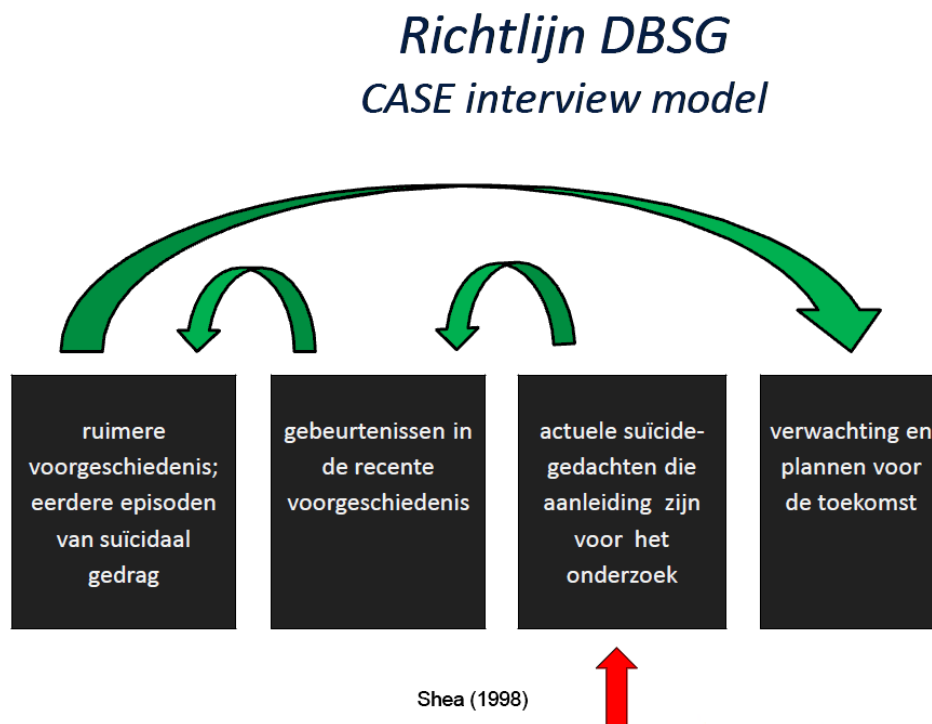 Richtlijn DBSG
CASE interview model
ruimere
voorgeschiedenis;
eerdere episoden
van suïcidaal
gedrag
gebeurtenissen in
de recente
voorgeschiedenis
actuele suïcide-
gedachten die
aanleiding zijn
voor het
onderzoek
verwachting en
plannen voor
de toekomst
Shea (1998)